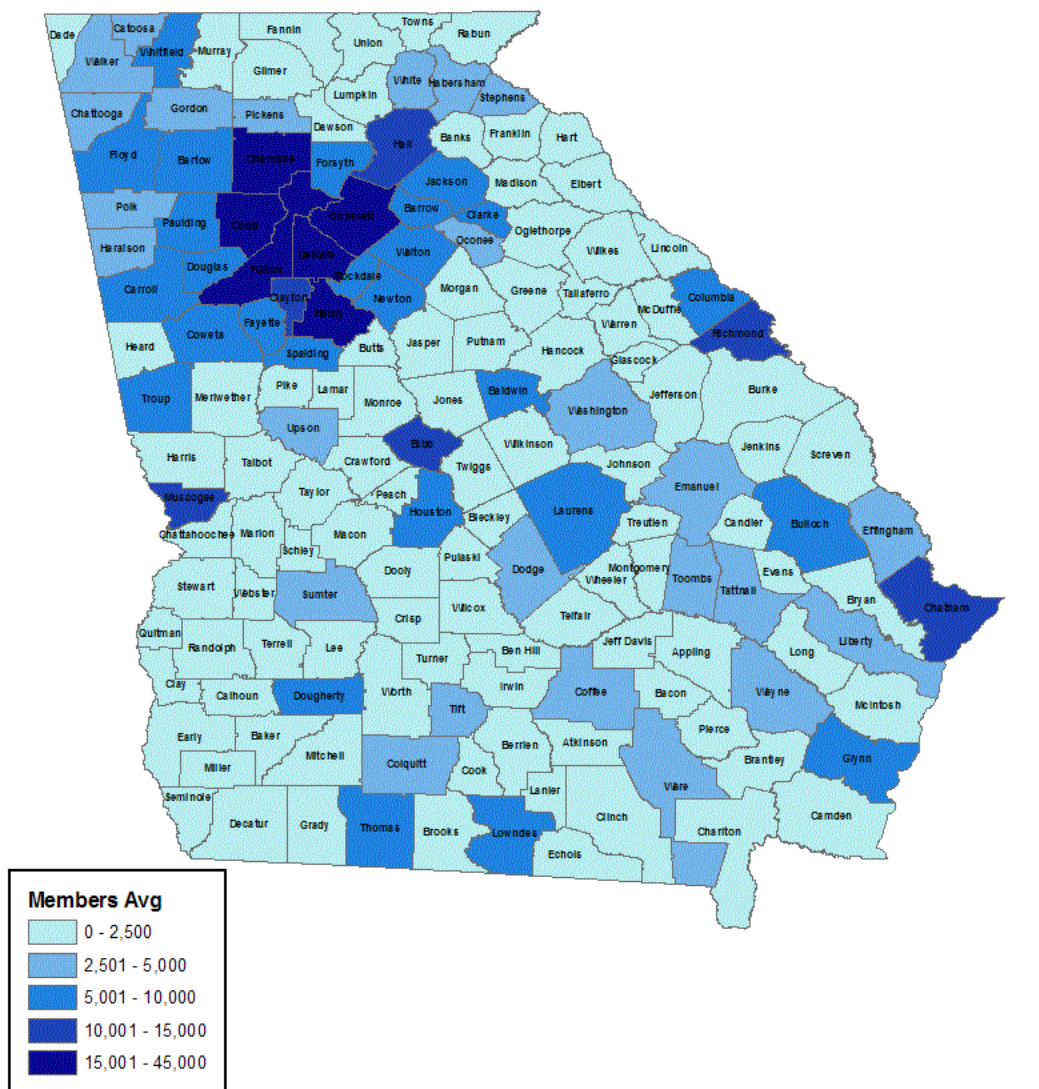 Dade
Catoosa
Whitfield
Murray
Fannin
Union
Towns
Rabun
Walker
Gilmer
White
Habersham
Stephens
Lumpkin
Chattooga
Gordon
Pickens
Dawson
Hall
Banks
Franklin
Hart
Floyd
Bartow
Cherokee
Forsyth
Jackson
Madison
Elbert
Polk
Paulding
Cobb
Gwinnett
Barrow
Clarke
Oglethorpe
Wilkes
Lincoln
Haralson
Douglas
Fulton
DeKalb
Walton
Oconee
Carroll
Rockdale
Clayton
Henry
Newton
Morgan
Greene
Taliaferro
McDuffie
Columbia
Heard
Coweta
Fayette
Spalding
Butts
Jasper
Putnam
Hancock
Warren
Glascock
Richmond
Troup
Meriwether
Pike
Lamar
Monroe
Jones
Baldwin
Washington
Jefferson
Burke
Upson
Bibb
Wilkinson
Jenkins
Screven
Harris
Talbot
Crawford
Twiggs
Johnson
Muscogee
Taylor
Peach
Houston
Bleckley
Laurens
Emanuel
Treutlen
Candler
Bulloch
Effingham
Chattahoochee
Marion
Schley
Macon
Dooly
Pulaski
Dodge
Wheeler
Montgomery
Toombs
Tattnall
Evans
Bryan
Chatham
Stewart
Webster
Sumter
Crisp
Wilcox
Telfair
Liberty
Quitman
Randolph
Terrell
Lee
Turner
Ben Hill
Jeff Davis
Appling
Long
Clay
Calhoun
Dougherty
Worth
Tift
Irwin
Coffee
Bacon
Wayne
McIntosh
Early
Baker
Mitchell
Colquitt
Berrien
Atkinson
Pierce
Brantley
Glynn
Miller
Cook
Lanier
Ware
Seminole
Decatur
Grady
Thomas
Brooks
Lowndes
Echols
Clinch
Charlton
Camden
Members Avg
0 - 2,500
2,501 - 5,000
5,001 - 10,000
10,001 - 15,000
15,001 - 45,000